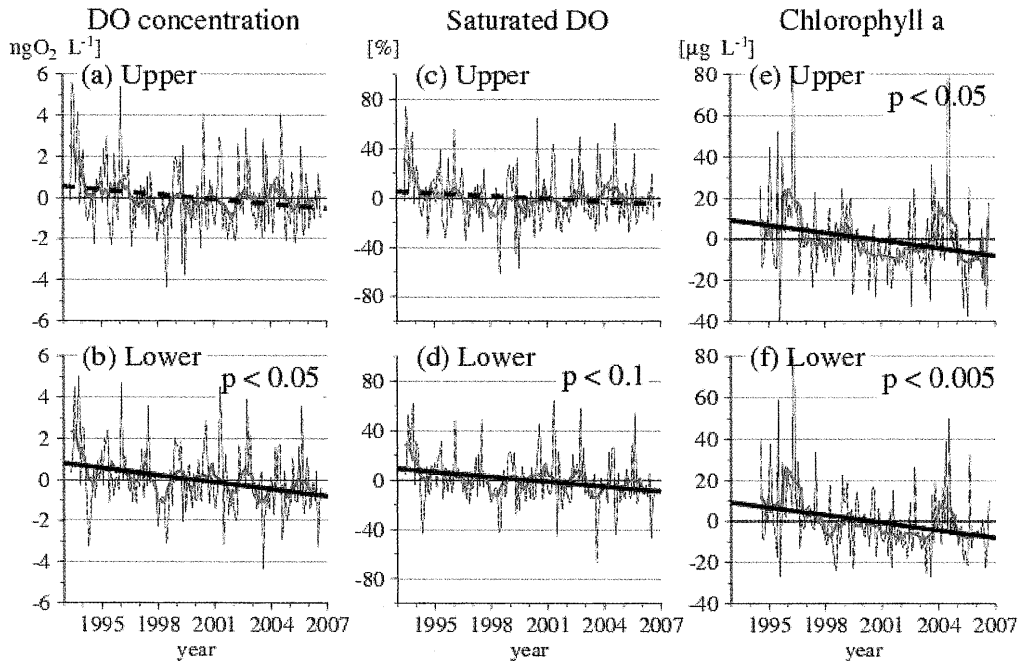 DO concentration Saturated DO Chlorophyll a
ngO₂ L⁻¹] [%] [µg L⁻¹]
(a) Upper (c) Upper (e) Upper
p < 0.05
6 80 80
4 60
2 40 40
0 0 20
-2 -40 0
-4 -80 -20
-6 -40
(b) Lower (d) Lower (f) Lower
p < 0.05 p < 0.1 p < 0.005
6 80 80
4 60
2 40 40
0 0 20
-2 -40 0
-4 -80 -20
-6 -40
1995 1998 2001 2004 2007 1995 1998 2001 2004 2007 1995 1998 2001 2004 2007
year year year